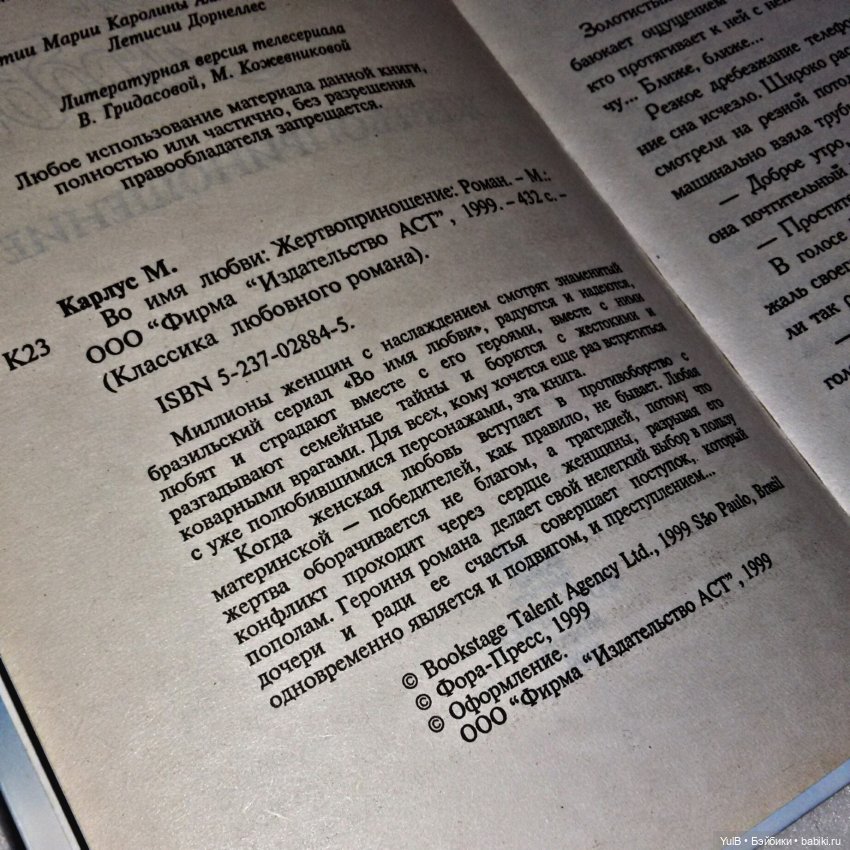 тии Марии Каролины
Летисии Дорнеллес
Литературная версия телесериала
В. Гридасовой, М. Кожевниковой
Любое использование материала данной книги,
полностью или частично, без разрешения
правообладателя запрещается.
Карлус М.
К23 Во имя любви: Жертвоприношение: Роман. – М.:
ООО “Фирма “Издательство АСТ”, 1999. – 432 с. –
(Классика любовного романа).
ISBN 5-237-02884-5.
Миллионы женщин с наслаждением смотрят знаменитый
бразильский сериал «Во имя любви», радуются и надеются,
любят и страдают вместе с его героями, вместе с ними
разгадывают семейные тайны и борются с жестокими и
коварными врагами. Для всех, кому хочется еще раз встретиться
с уже полюбившимися персонажами, эта книга.
Когда женская любовь вступает в противоборство с
материнской — победителей, как правило, не бывает. Любая
жертва оборачивается не благом, а трагедией, потому что
конфликт проходит через сердце женщины, разрывая его
пополам. Героиня романа делает свой нелегкий выбор в пользу
дочери и ради ее счастья совершает поступок, который
одновременно является и подвигом, и преступлением...
© Bookstage Talent Agency Ltd., 1999 São Paulo, Brasil
© Фора-Пресс, 1999
© Оформление.
ООО “Фирма “Издательство АСТ”, 1999
Золотистый
баюкает ощущением
кто протягивает к ней с
чу... Ближе, ближе...
Резкое дребезжание
ние сна исчезло. Широко
смотрели на резной
машинально взяла
— Доброе утро,
она почтительный
— Простит
В голосе
жаль своег
ли так
—
гол
YulB • Бэйбики • babiki.ru